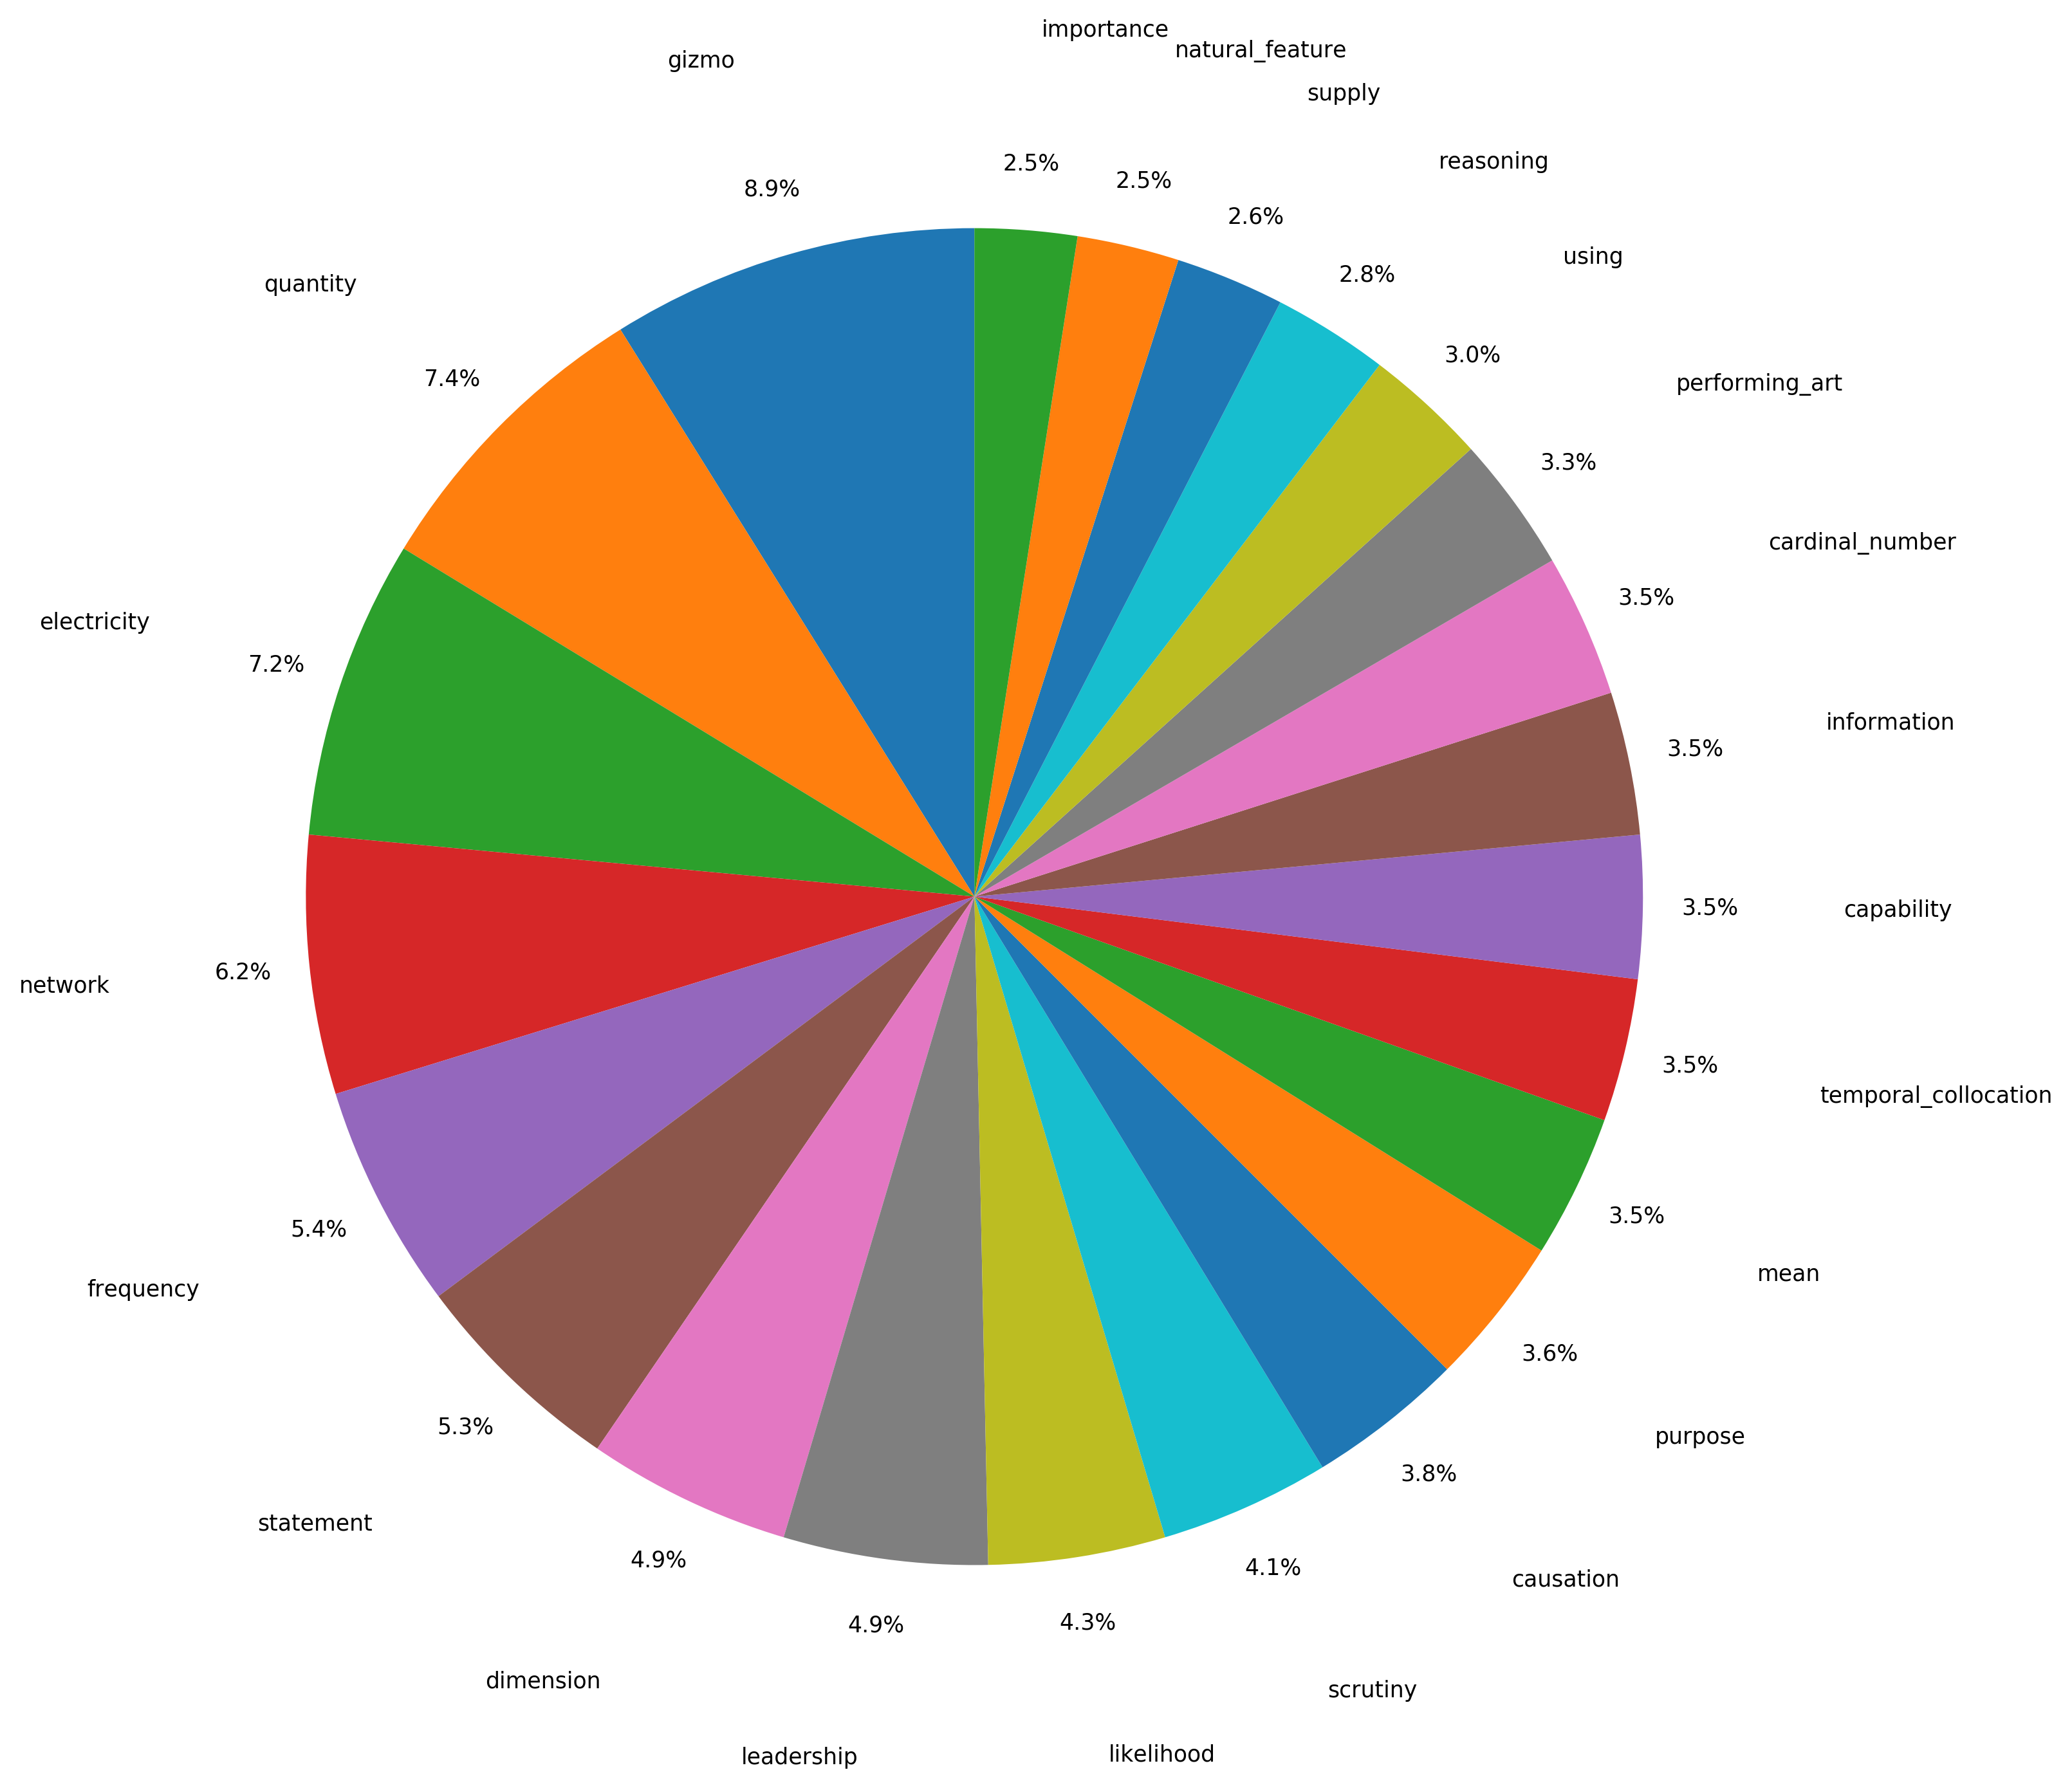 importance
natural_feature
gizmo
supply
reasoning
2.5%
2.5%
8.9%
2.6%
using
2.8%
quantity
3.0%
7.4%
performing_art
3.3%
cardinal_number
3.5%
electricity
7.2%
information
3.5%
capability
3.5%
network
6.2%
3.5%
temporal_collocation
3.5%
5.4%
mean
frequency
3.6%
5.3%
purpose
3.8%
statement
4.9%
4.1%
causation
4.9%
4.3%
dimension
scrutiny
leadership
likelihood